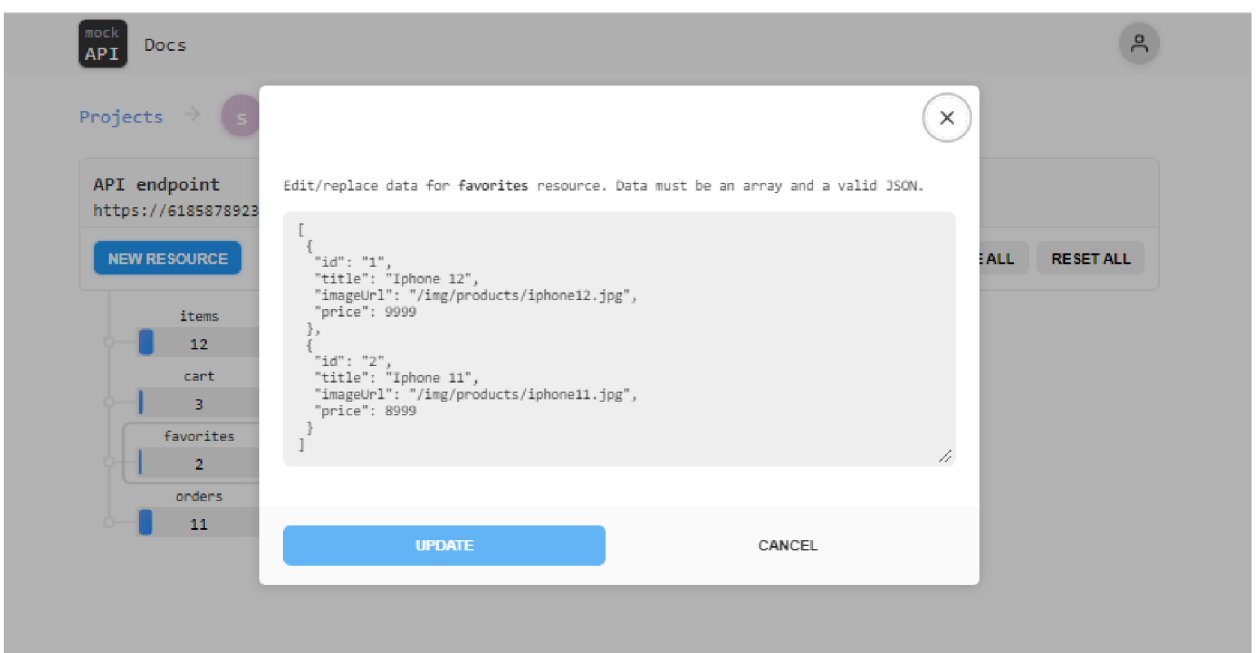 mock
API
Docs
Projects
s
API endpoint
https://6185878923
NEW RESOURCE
ALL
RESET ALL
items
12
cart
3
favorites
2
orders
11
Edit/replace data for favorites resource. Data must be an array and a valid JSON.
[
{
"id": "1",
"title": "Iphone 12",
"imageUrl": "/img/products/iphone12.jpg",
"price": 9999
},
{
"id": "2",
"title": "Iphone 11",
"imageUrl": "/img/products/iphone11.jpg",
"price": 8999
}
]
UPDATE
CANCEL